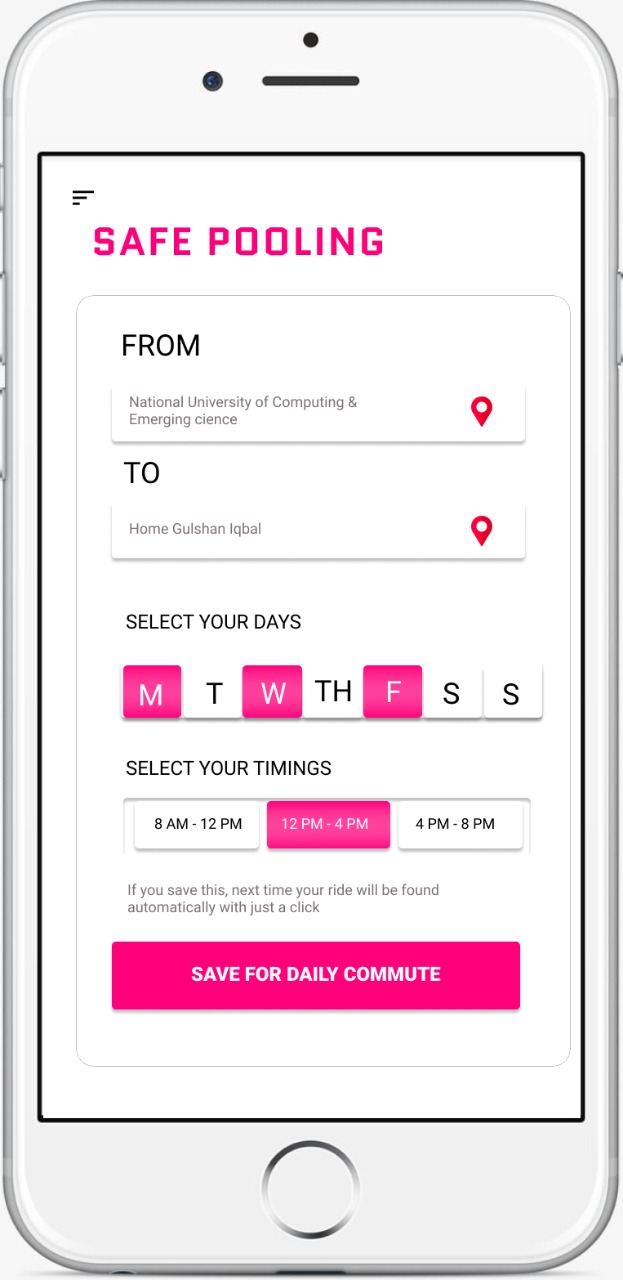 SAFE POOLING
FROM
National University of Computing &
Emerging cience
TO
Home Gulshan Iqbal
SELECT YOUR DAYS
M T W TH F S S
SELECT YOUR TIMINGS
8 AM - 12 PM 12 PM - 4 PM 4 PM - 8 PM
If you save this, next time your ride will be found
automatically with just a click
SAVE FOR DAILY COMMUTE